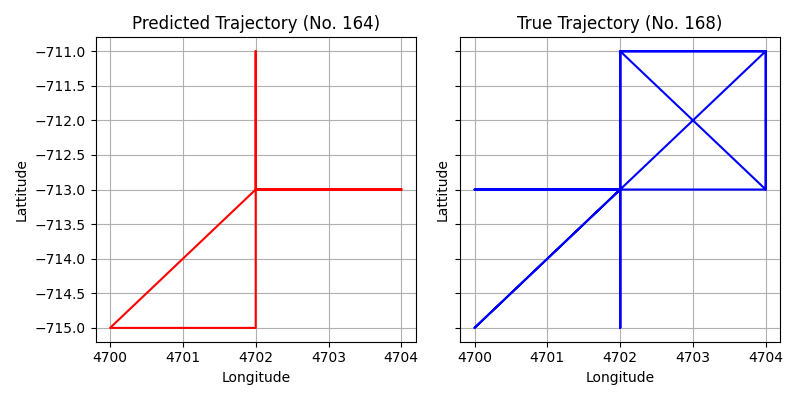 Predicted Trajectory (No. 164)
True Trajectory (No. 168)
−711.0
−711.5
−712.0
−712.5
−713.0
−713.5
−714.0
−714.5
−715.0
Lattitude
Lattitude
4700 4701 4702 4703 4704
4700 4701 4702 4703 4704
Longitude
Longitude